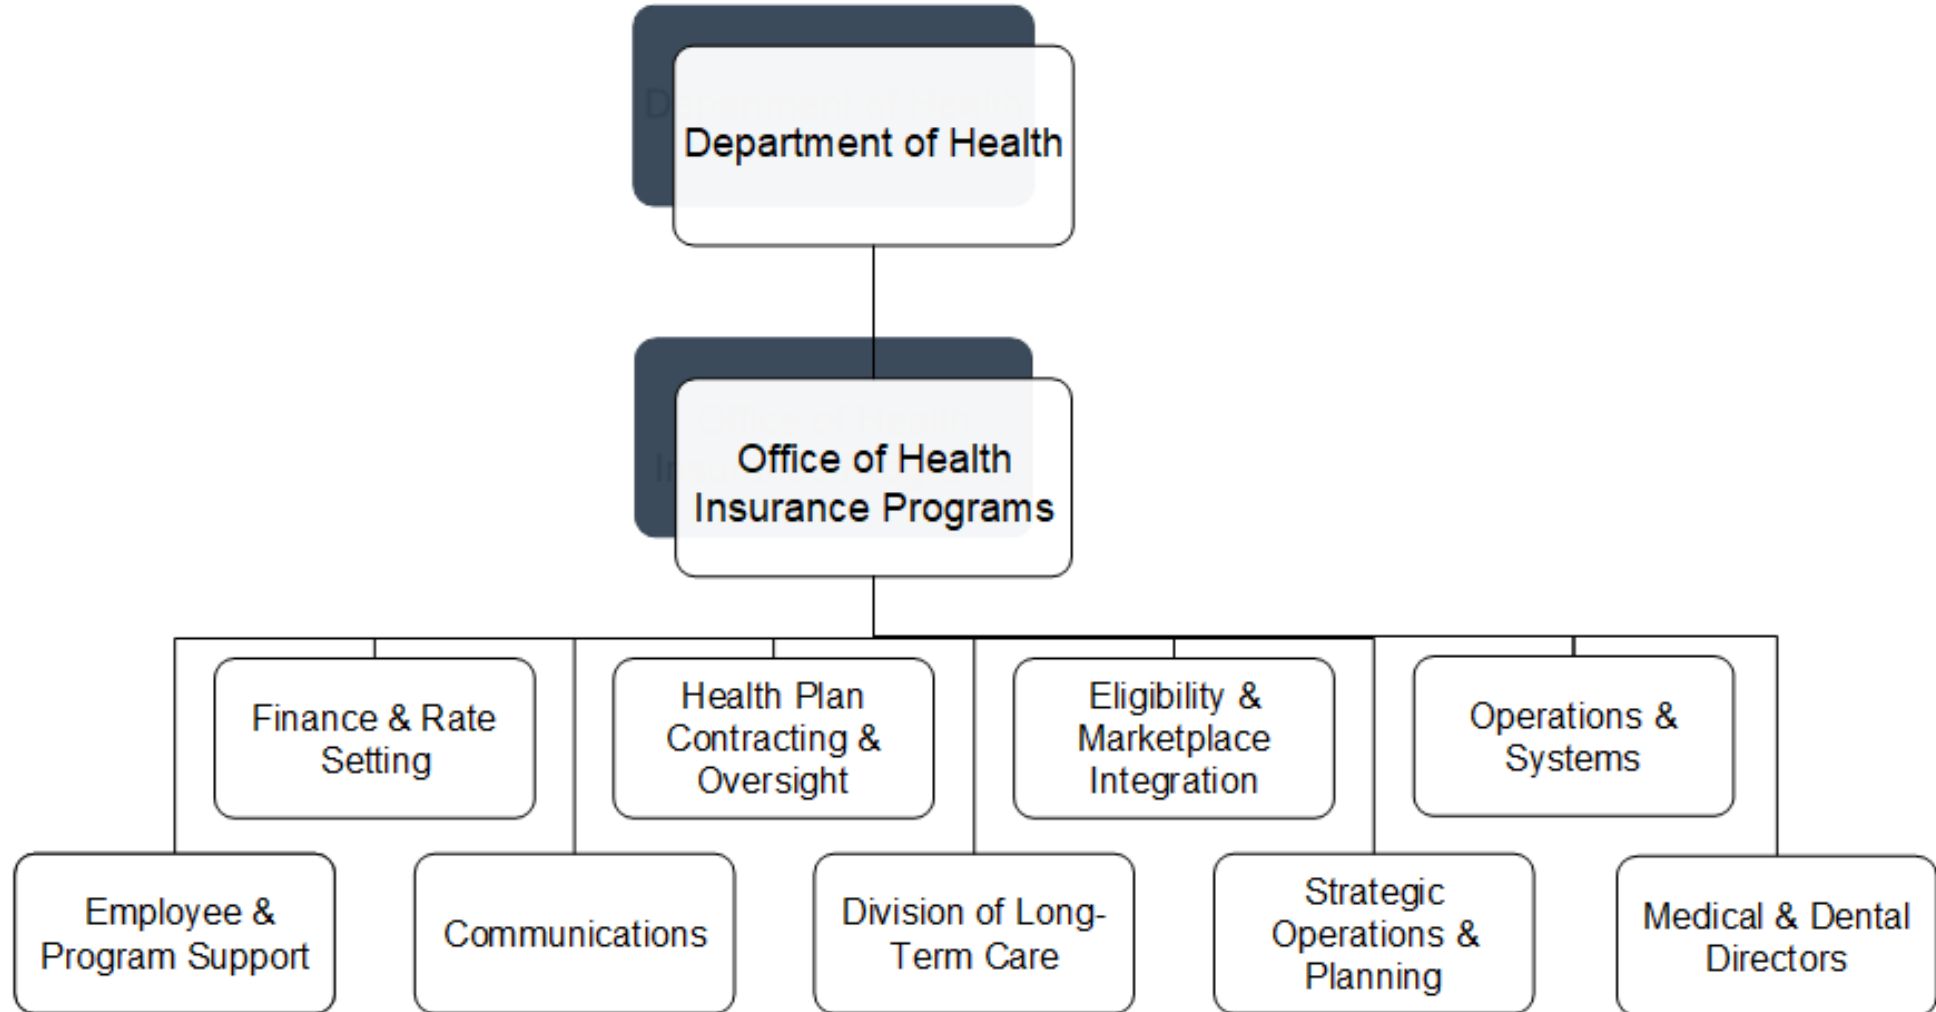 Department of Health
Office of Health
Insurance Programs
Finance & Rate
Setting
Health Plan
Contracting &
Oversight
Eligibility &
Marketplace
Integration
Operations &
Systems
Employee &
Program Support
Communications
Division of Long-
Term Care
Strategic
Operations &
Planning
Medical & Dental
Directors